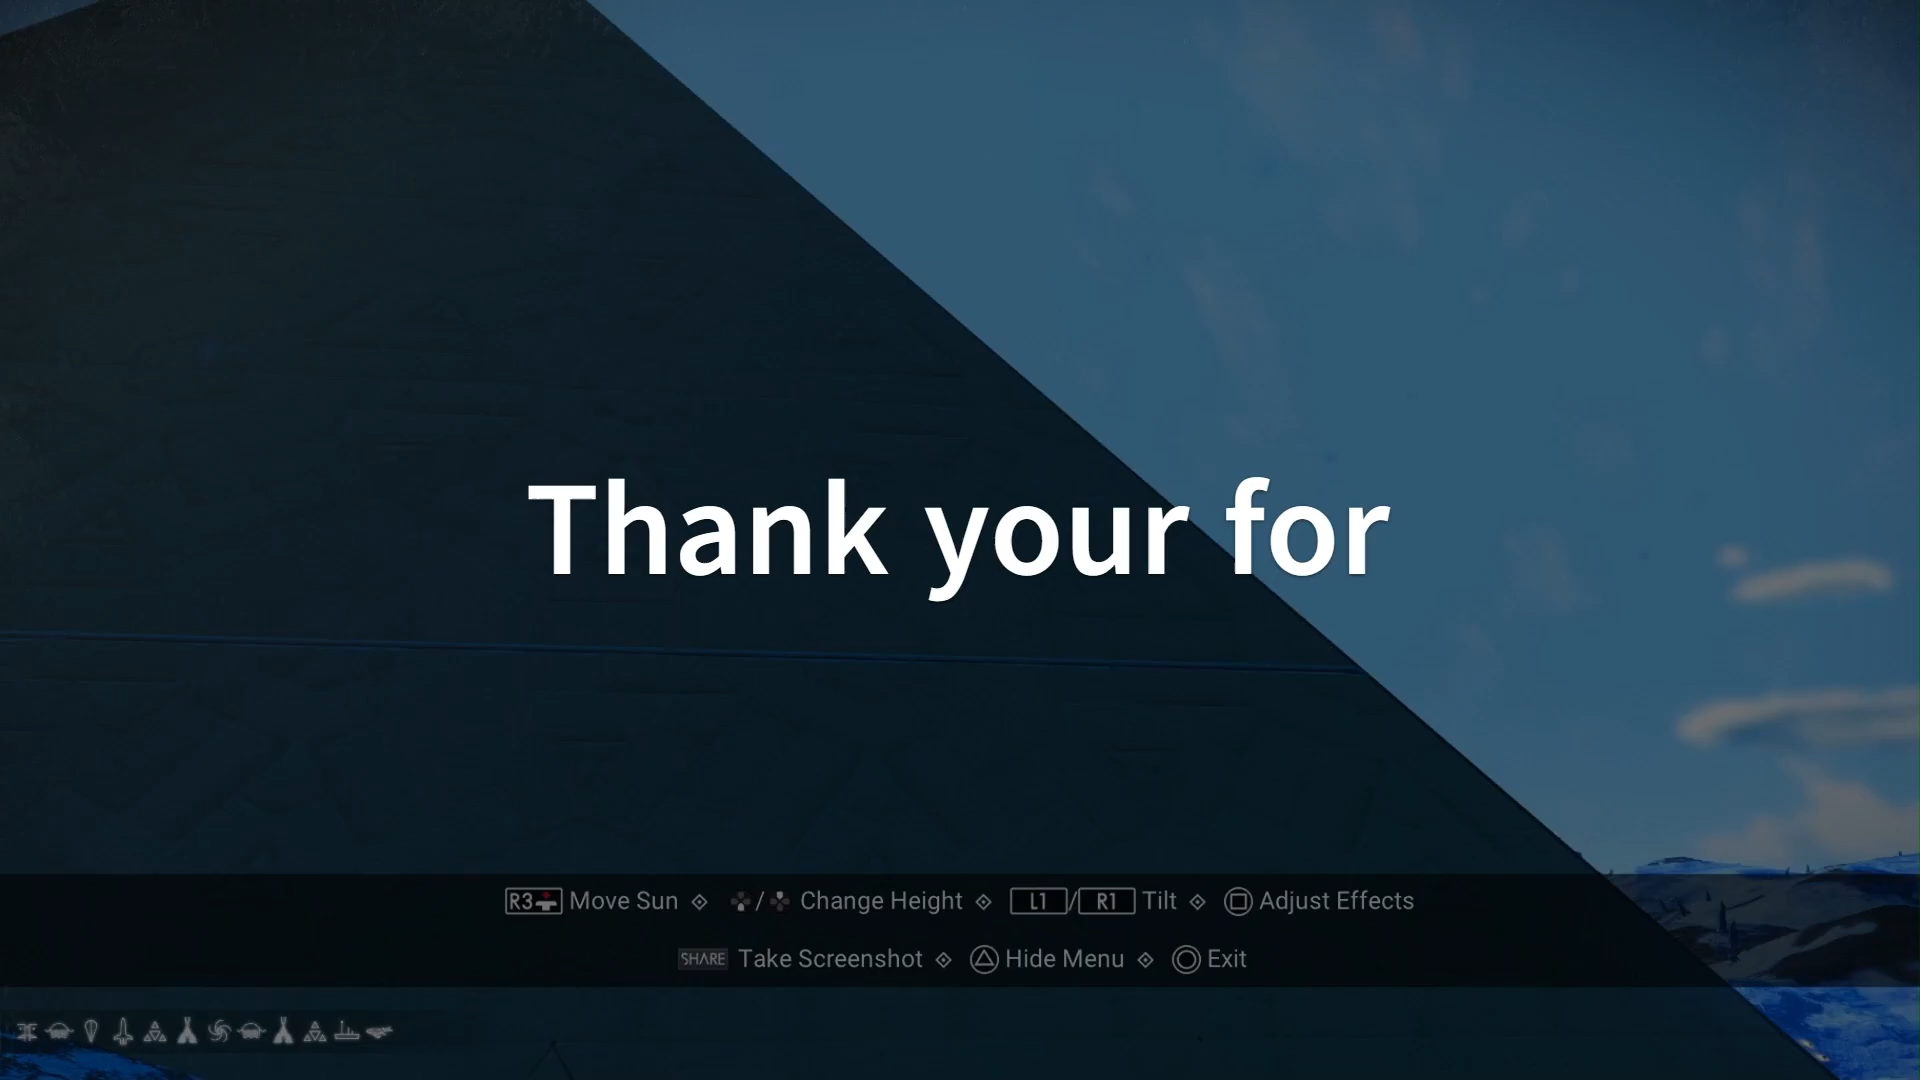 Thank your for
R3 Move Sun / Change Height L1/R1 Tilt Adjust Effects
SHARE Take Screenshot Hide Menu Exit